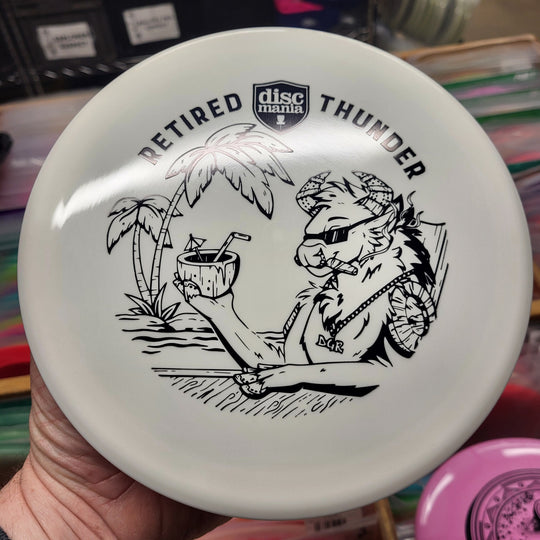 RETIRED THUNDER
disc
mania
DGR